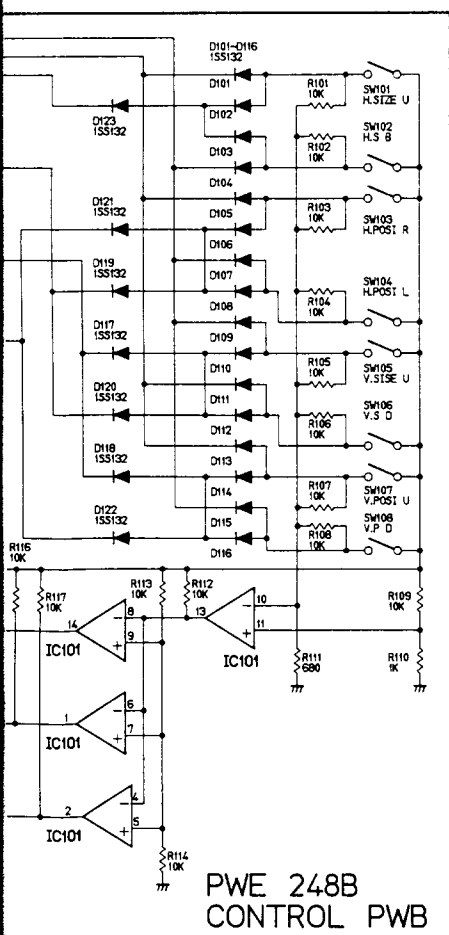 D101~D116
1SS132
D101
D102
D123
1SS132
D103
D104
D121
1SS132
D105
D106
D119
1SS132
D107
D108
D117
1SS132
D109
D110
D120
1SS132
D111
D112
D118
1SS132
D113
D114
D122
1SS132
D115
D116
R101
10K
SW101
H.SIZE U
R102
10K
SW102
H.S B
R103
10K
SW103
H.POSI R
R104
10K
SW104
H.POSI L
R105
10K
SW105
V.SISE U
R106
10K
SW106
V.S D
R107
10K
SW107
V.POSI U
R108
10K
SW108
V.P D
R116
10K
R117
10K
R113
10K
R112
10K
R109
10K
14
8
-
9
+
IC101
13
10
-
11
+
IC101
R111
680
R110
1K
1
6
-
7
+
IC101
2
4
-
5
+
IC101
R114
10K
PWE 248B
CONTROL PWB